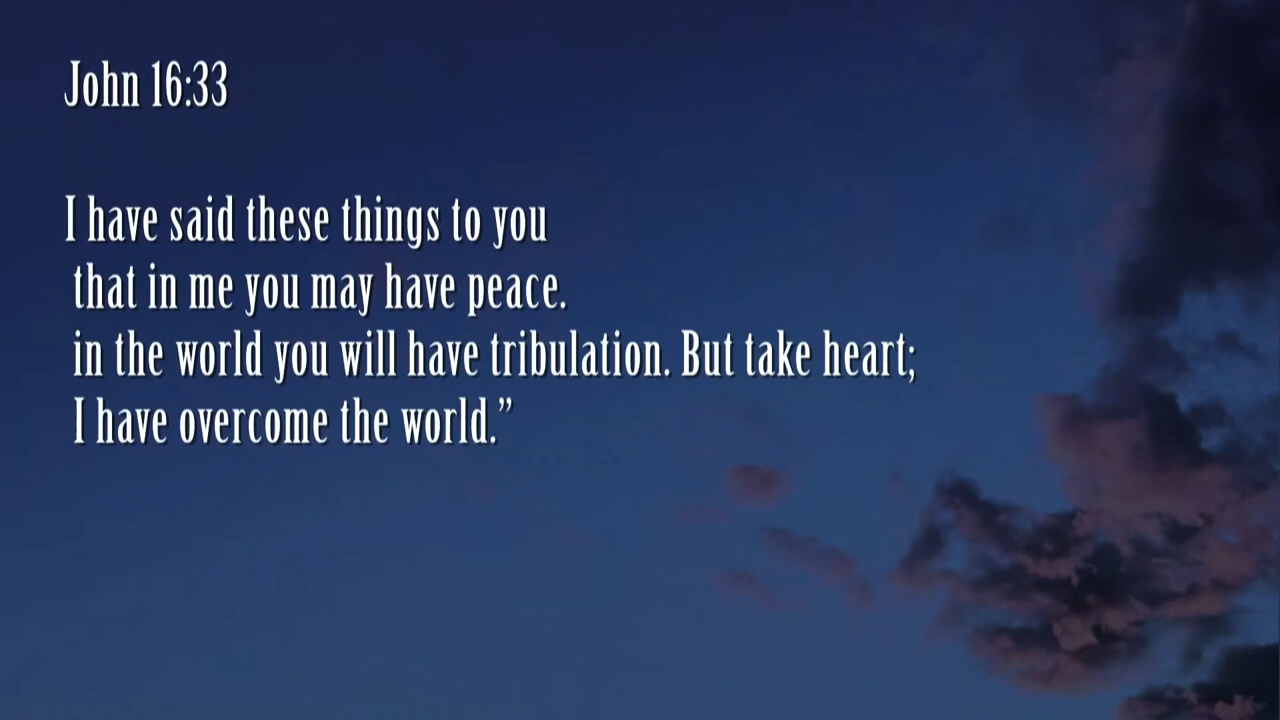 John 16:33
I have said these things to you
that in me you may have peace.
in the world you will have tribulation. But take heart;
I have overcome the world.”